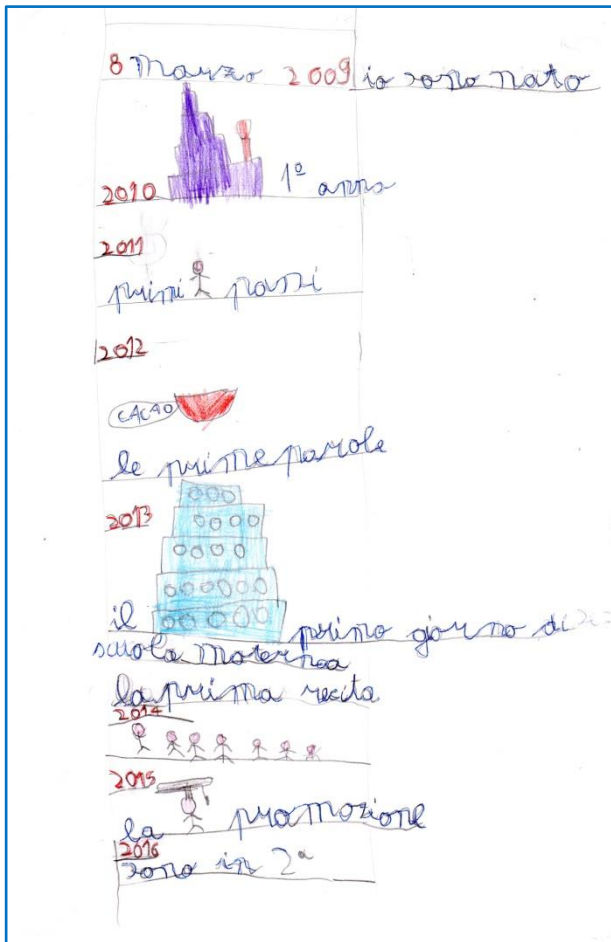 8 Marzo 2009 io sono nato
2010 1º anno
2011
primi passi
2012
CACAO
le prime parole
2013
il primo giorno di
scuola materna
la prima recita
2014
2015
la promozione
2016
sono in 2ª